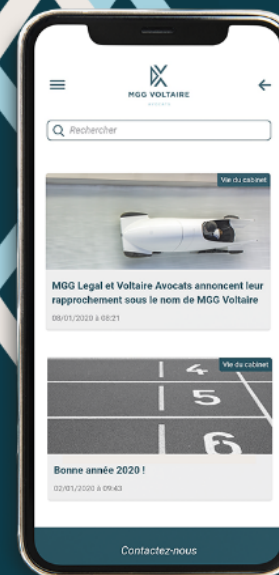 MGG VOLTAIRE
AVOCATS
Rechercher
Vie du cabinet
MGG Legal et Voltaire Avocats annoncent leur
rapprochement sous le nom de MGG Voltaire
08/01/2020 à 08:21
Vie du cabinet
4
5
6
Bonne année 2020 !
02/01/2020 à 09:43
Contactez-nous